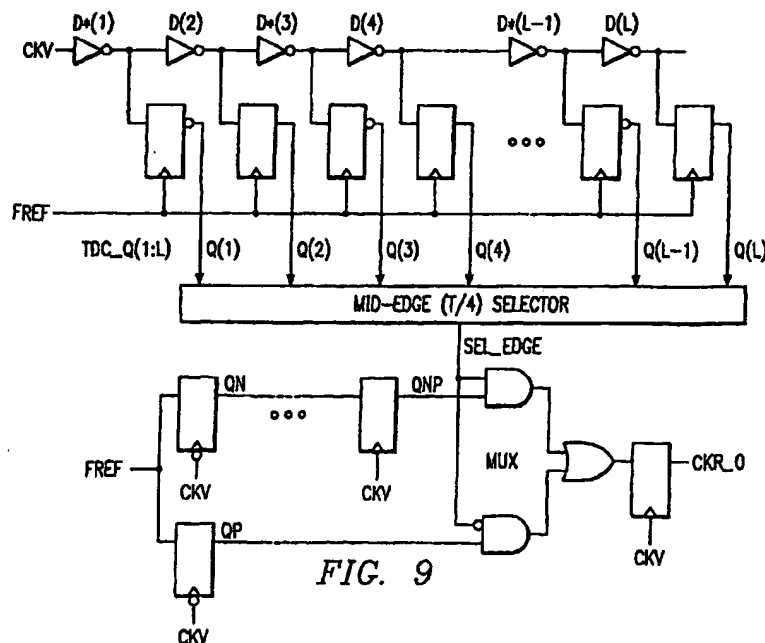 D*(1) D(2) D*(3) D(4) D*(L-1) D(L)
CKV
FREF
TDC_Q(1:L) Q(1) Q(2) Q(3) Q(4) Q(L-1) Q(L)
MID-EDGE (T/4) SELECTOR
SEL_EDGE
QN QNP
CKV CKV
FREF
MUX
CKR_O
CKV
QP
CKV
FIG. 9